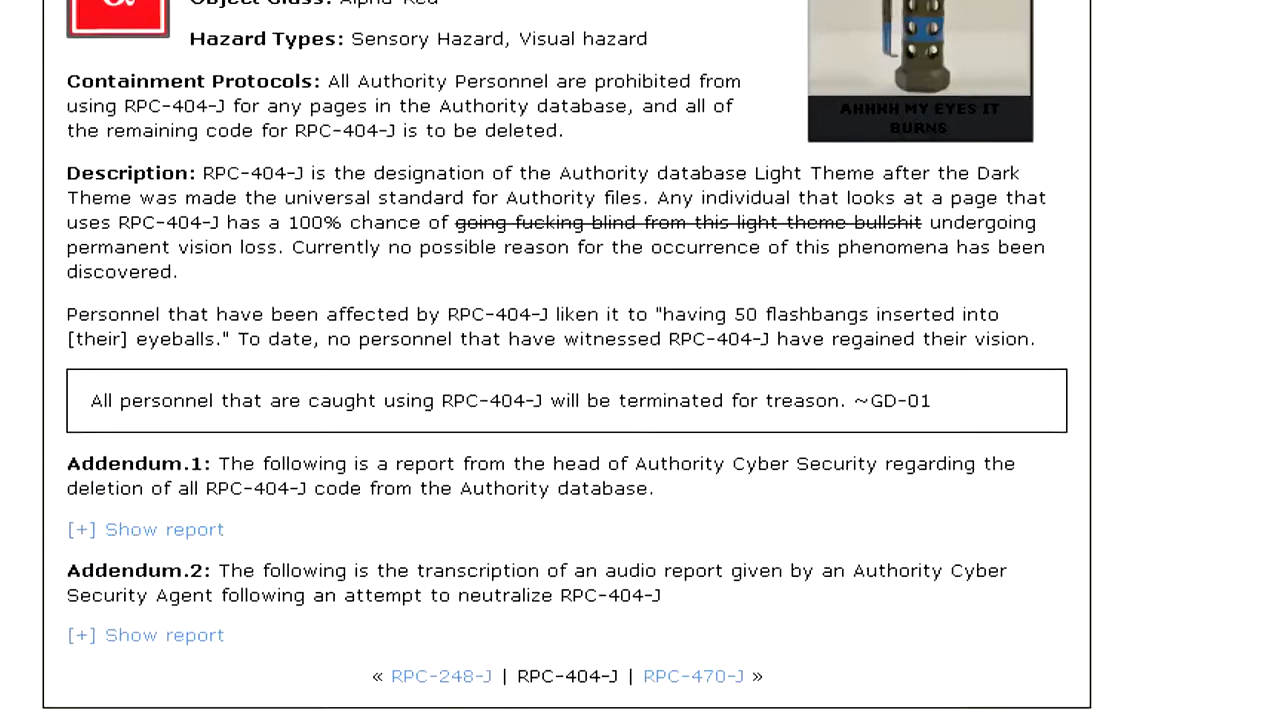 Object Class: Alpha-Red
Hazard Types: Sensory Hazard, Visual hazard
Containment Protocols: All Authority Personnel are prohibited from
using RPC-404-J for any pages in the Authority database, and all of
the remaining code for RPC-404-J is to be deleted.
AHHHH MY EYES IT
BURNS
Description: RPC-404-J is the designation of the Authority database Light Theme after the Dark
Theme was made the universal standard for Authority files. Any individual that looks at a page that
uses RPC-404-J has a 100% chance of going fucking blind from this light theme bullshit undergoing
permanent vision loss. Currently no possible reason for the occurrence of this phenomena has been
discovered.
Personnel that have been affected by RPC-404-J liken it to "having 50 flashbangs inserted into
[their] eyeballs." To date, no personnel that have witnessed RPC-404-J have regained their vision.
All personnel that are caught using RPC-404-J will be terminated for treason. ~GD-01
Addendum.1: The following is a report from the head of Authority Cyber Security regarding the
deletion of all RPC-404-J code from the Authority database.
[+] Show report
Addendum.2: The following is the transcription of an audio report given by an Authority Cyber
Security Agent following an attempt to neutralize RPC-404-J
[+] Show report
« RPC-248-J | RPC-404-J | RPC-470-J »